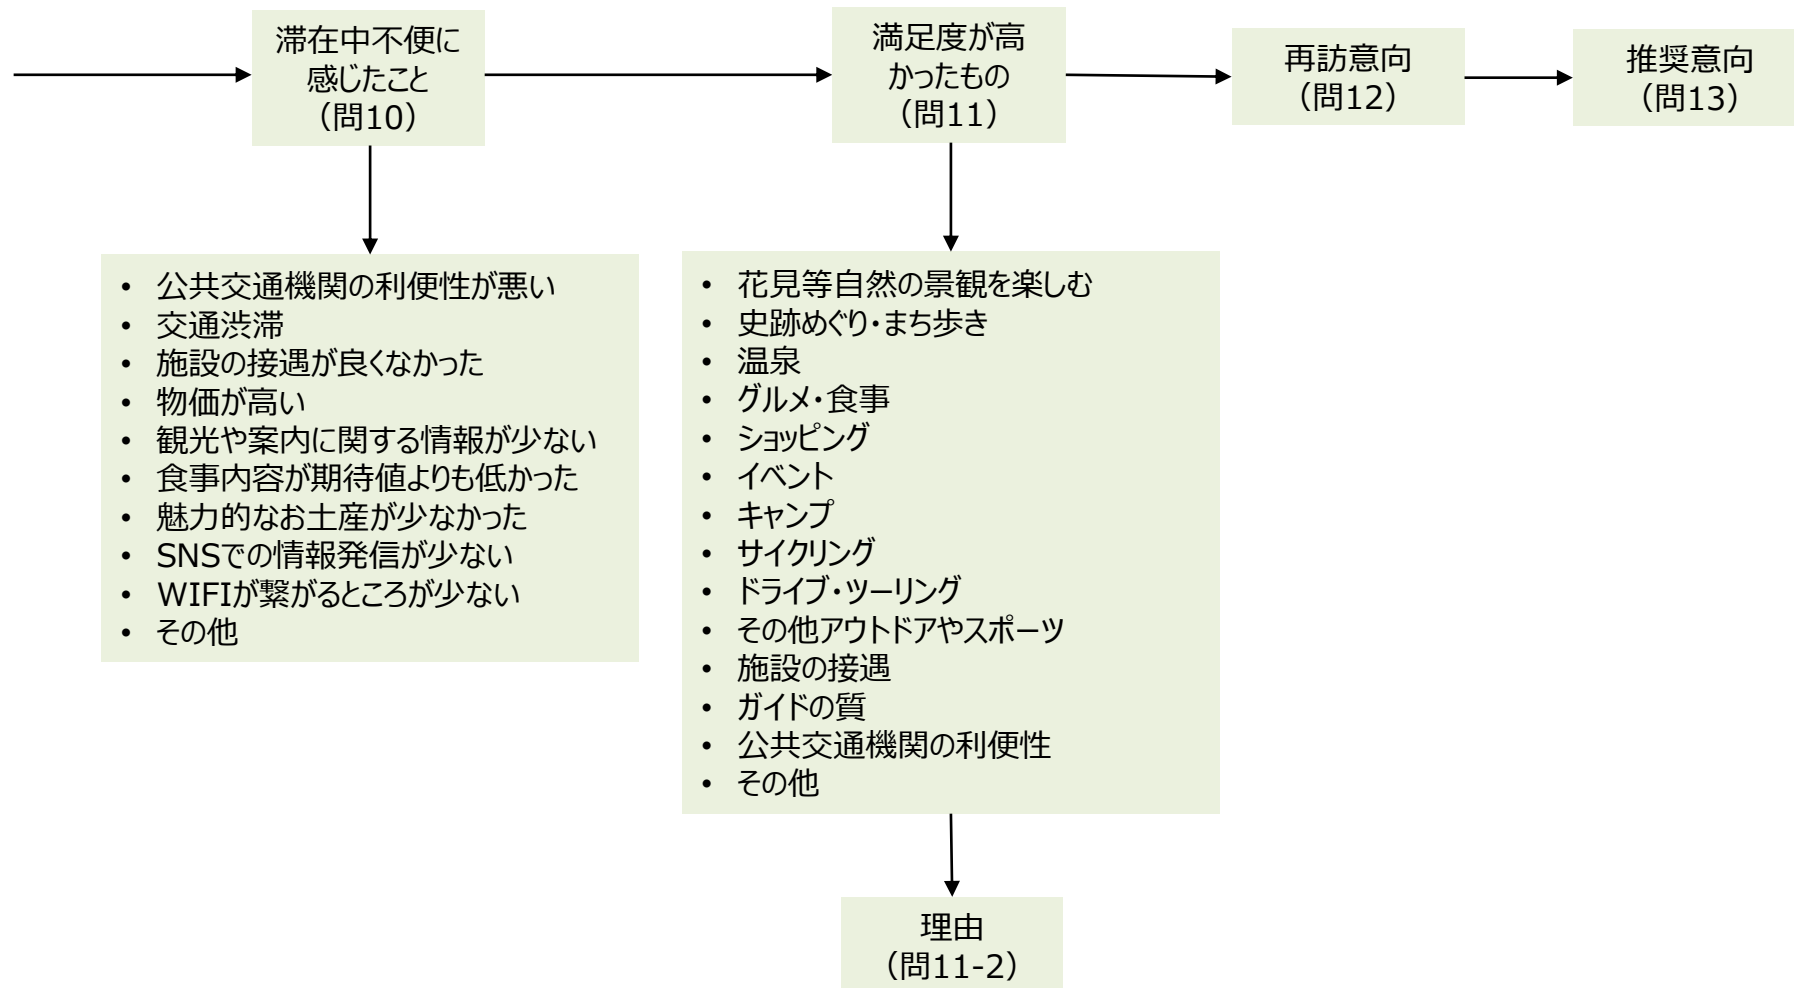 滞在中不便に
感じたこと
（問10）
満足度が高
かったもの
（問11）
再訪意向
（問12）
推奨意向
（問13）
• 公共交通機関の利便性が悪い
• 交通渋滞
• 施設の接遇が良くなかった
• 物価が高い
• 観光や案内に関する情報が少ない
• 食事内容が期待値よりも低かった
• 魅力的なお土産が少なかった
• SNSでの情報発信が少ない
• WIFIが繋がるところが少ない
• その他
• 花見等自然の景観を楽しむ
• 史跡めぐり・まち歩き
• 温泉
• グルメ・食事
• ショッピング
• イベント
• キャンプ
• サイクリング
• ドライブ・ツーリング
• その他アウトドアやスポーツ
• 施設の接遇
• ガイドの質
• 公共交通機関の利便性
• その他
理由
（問11-2）